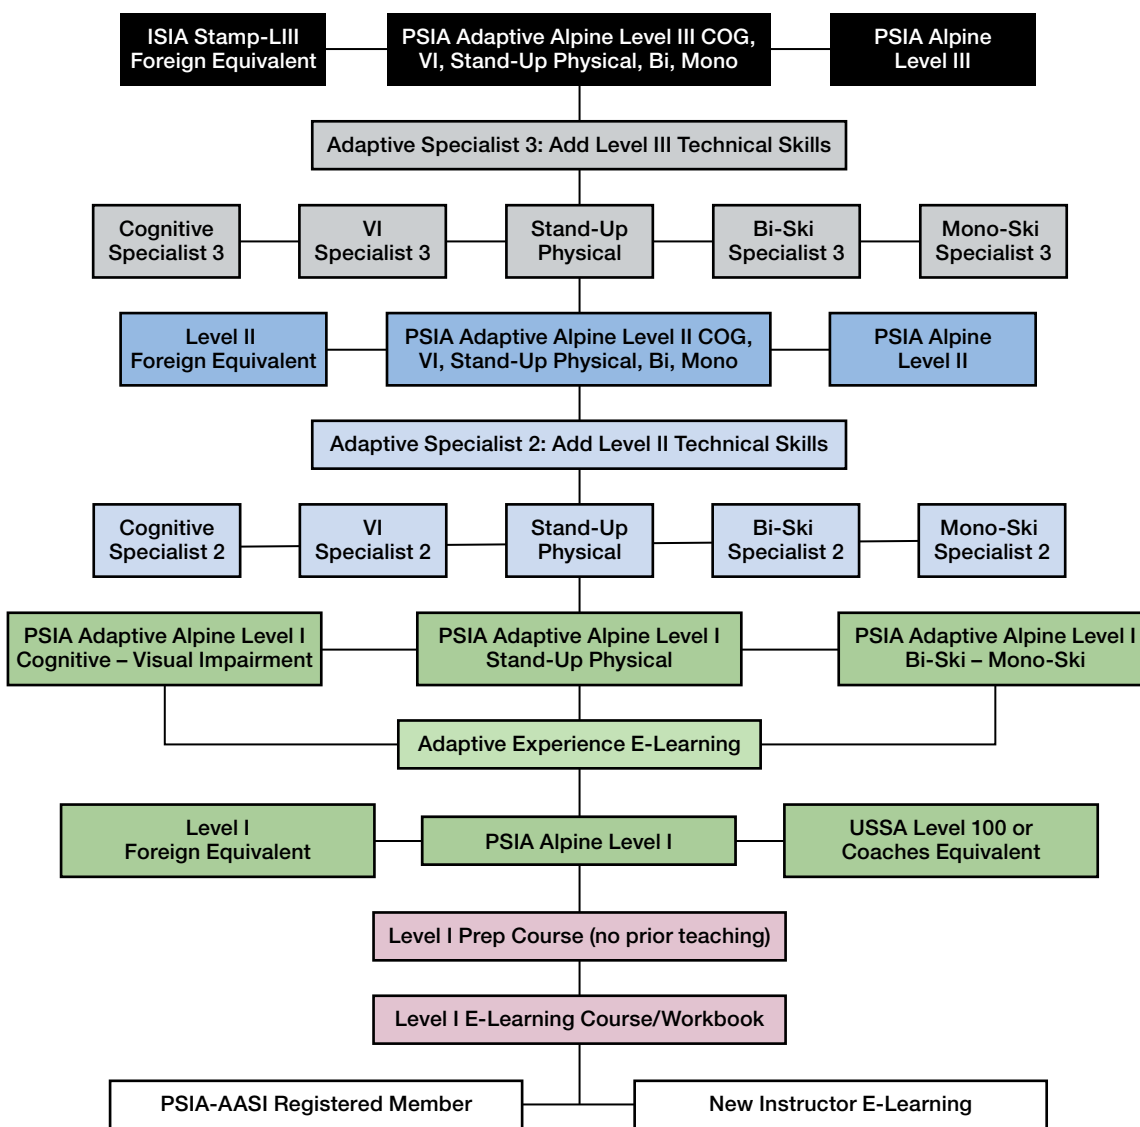 ISIA Stamp-LIII
Foreign Equivalent
PSIA Adaptive Alpine Level III COG,
VI, Stand-Up Physical, Bi, Mono
PSIA Alpine
Level III
Adaptive Specialist 3: Add Level III Technical Skills
Cognitive
Specialist 3
VI
Specialist 3
Stand-Up
Physical
Bi-Ski
Specialist 3
Mono-Ski
Specialist 3
Level II
Foreign Equivalent
PSIA Adaptive Alpine Level II COG,
VI, Stand-Up Physical, Bi, Mono
PSIA Alpine
Level II
Adaptive Specialist 2: Add Level II Technical Skills
Cognitive
Specialist 2
VI
Specialist 2
Stand-Up
Physical
Bi-Ski
Specialist 2
Mono-Ski
Specialist 2
PSIA Adaptive Alpine Level I
Cognitive – Visual Impairment
PSIA Adaptive Alpine Level I
Stand-Up Physical
PSIA Adaptive Alpine Level I
Bi-Ski – Mono-Ski
Adaptive Experience E-Learning
Level I
Foreign Equivalent
PSIA Alpine Level I
USSA Level 100 or
Coaches Equivalent
Level I Prep Course (no prior teaching)
Level I E-Learning Course/Workbook
PSIA-AASI Registered Member
New Instructor E-Learning